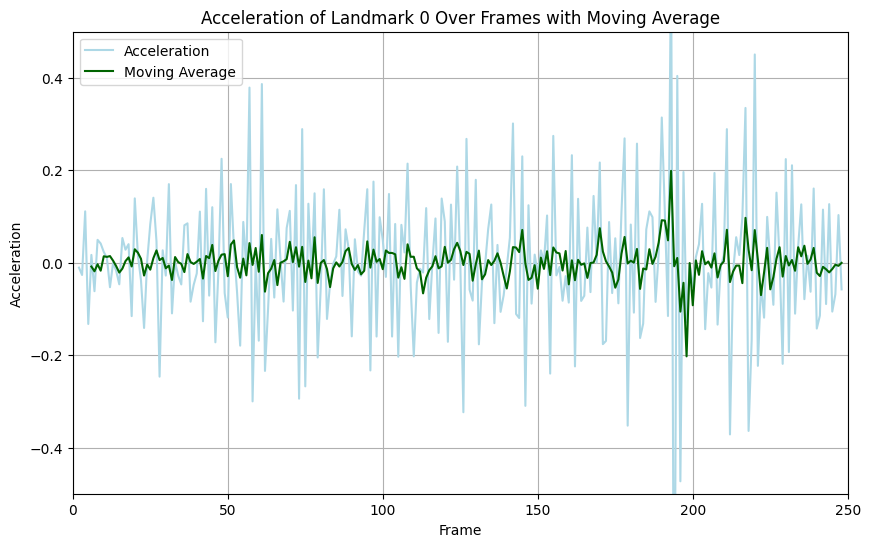 Acceleration of Landmark 0 Over Frames with Moving Average
Acceleration
Moving Average
0.4
0.2
0.0
−0.2
−0.4
Acceleration
0
50
100
150
200
250
Frame